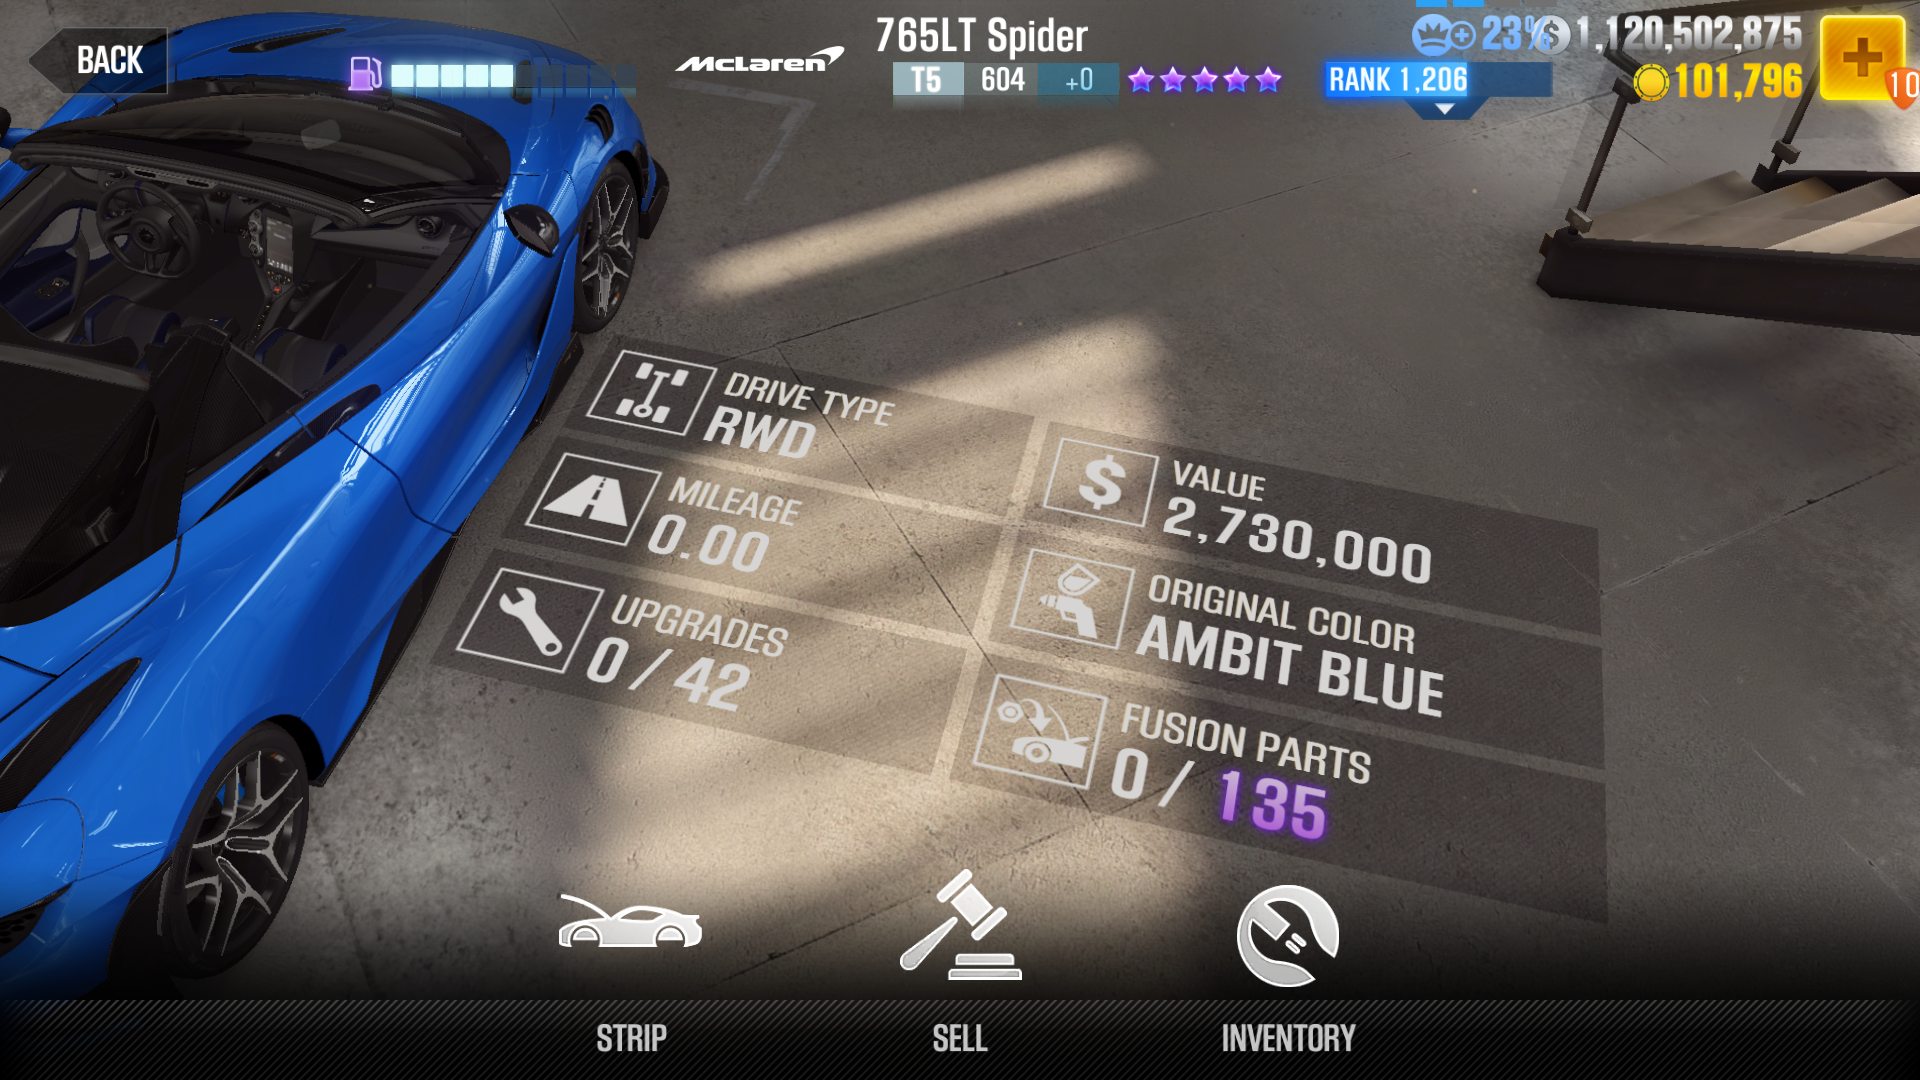 BACK
McLaren
765LT Spider
T5 604 +0
RANK 1,206
23%
$ 1,120,502,875
101,796
10
DRIVE TYPE
RWD
MILEAGE
0.00
UPGRADES
0 / 42
$
VALUE
2,730,000
ORIGINAL COLOR
AMBIT BLUE
FUSION PARTS
0 / 135
STRIP
SELL
INVENTORY